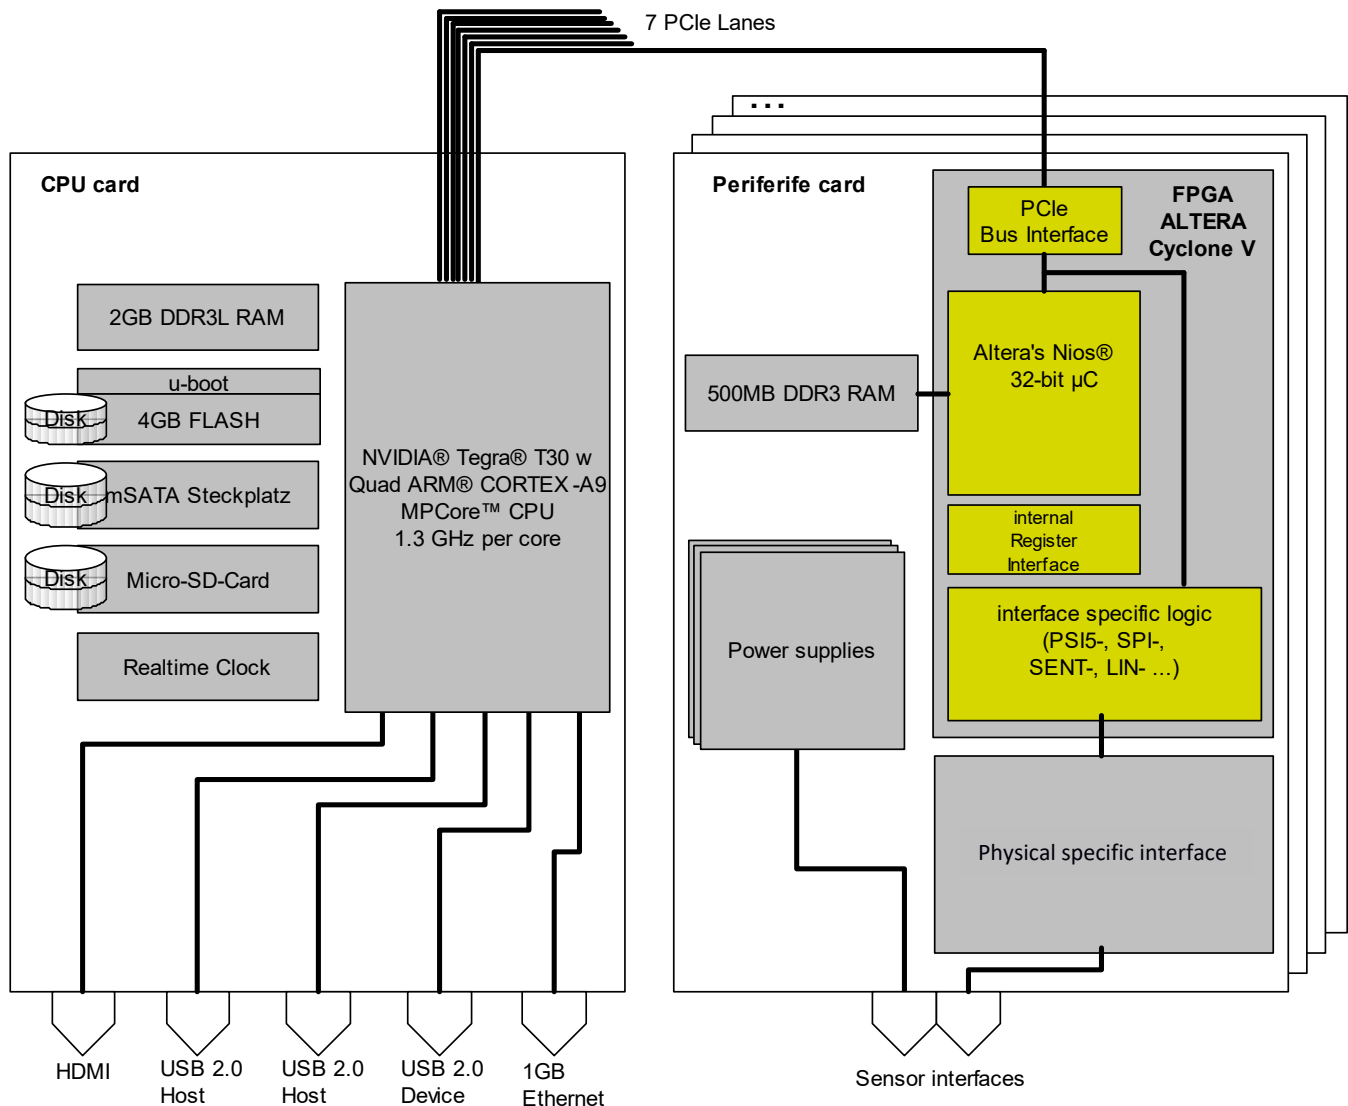 7 PCIe Lanes
...
CPU card
2GB DDR3L RAM
u-boot
Disk
4GB FLASH
Disk
mSATA Steckplatz
Disk
Micro-SD-Card
Realtime Clock
NVIDIA® Tegra® T30 w
Quad ARM® CORTEX-A9
MPCore™ CPU
1.3 GHz per core
HDMI
USB 2.0
Host
USB 2.0
Host
USB 2.0
Device
1GB
Ethernet
Periferife card
FPGA
ALTERA
Cyclone V
PCIe
Bus Interface
Altera's Nios®
32-bit µC
500MB DDR3 RAM
internal
Register
Interface
interface specific logic
(PSI5-, SPI-,
SENT-, LIN- ...)
Power supplies
Physical specific interface
Sensor interfaces